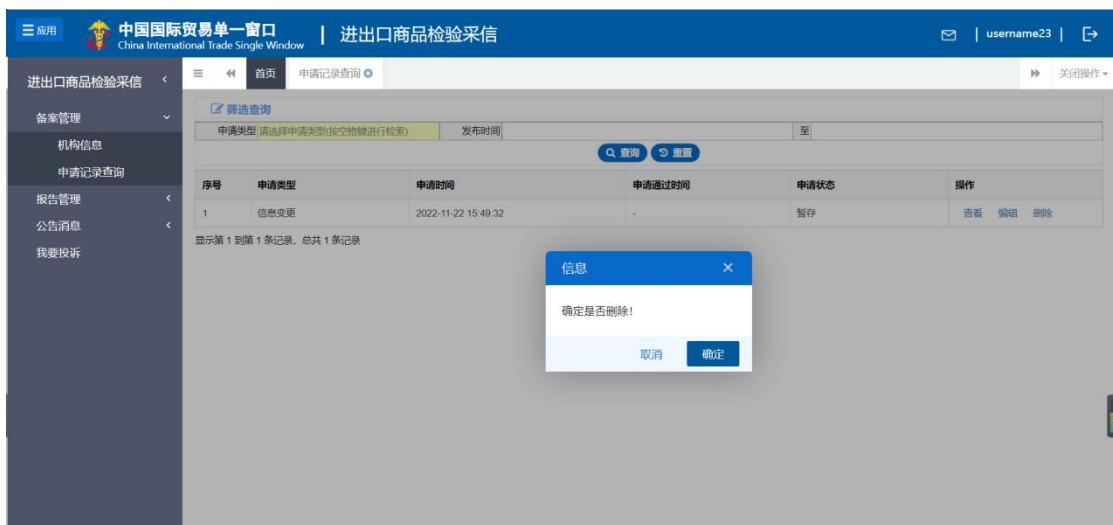 应用 中国国际贸易单一窗口 | 进出口商品检验采信 | username23 |
China International Trade Single Window
进出口商品检验采信
首页 申请记录查询 关闭操作
备案管理
机构信息
申请记录查询
报告管理
公告消息
我要投诉
筛选查询
申请类型 请选择申请类型(按空格键进行检索) 发布时间 至
查询 重置
序号 申请类型 申请时间 申请通过时间 申请状态 操作
1 信息变更 2022-11-22 15:49:32 - 暂存 查看 编辑 删除
显示第 1 到第 1 条记录，总共 1 条记录
信息
确定是否删除!
取消 确定